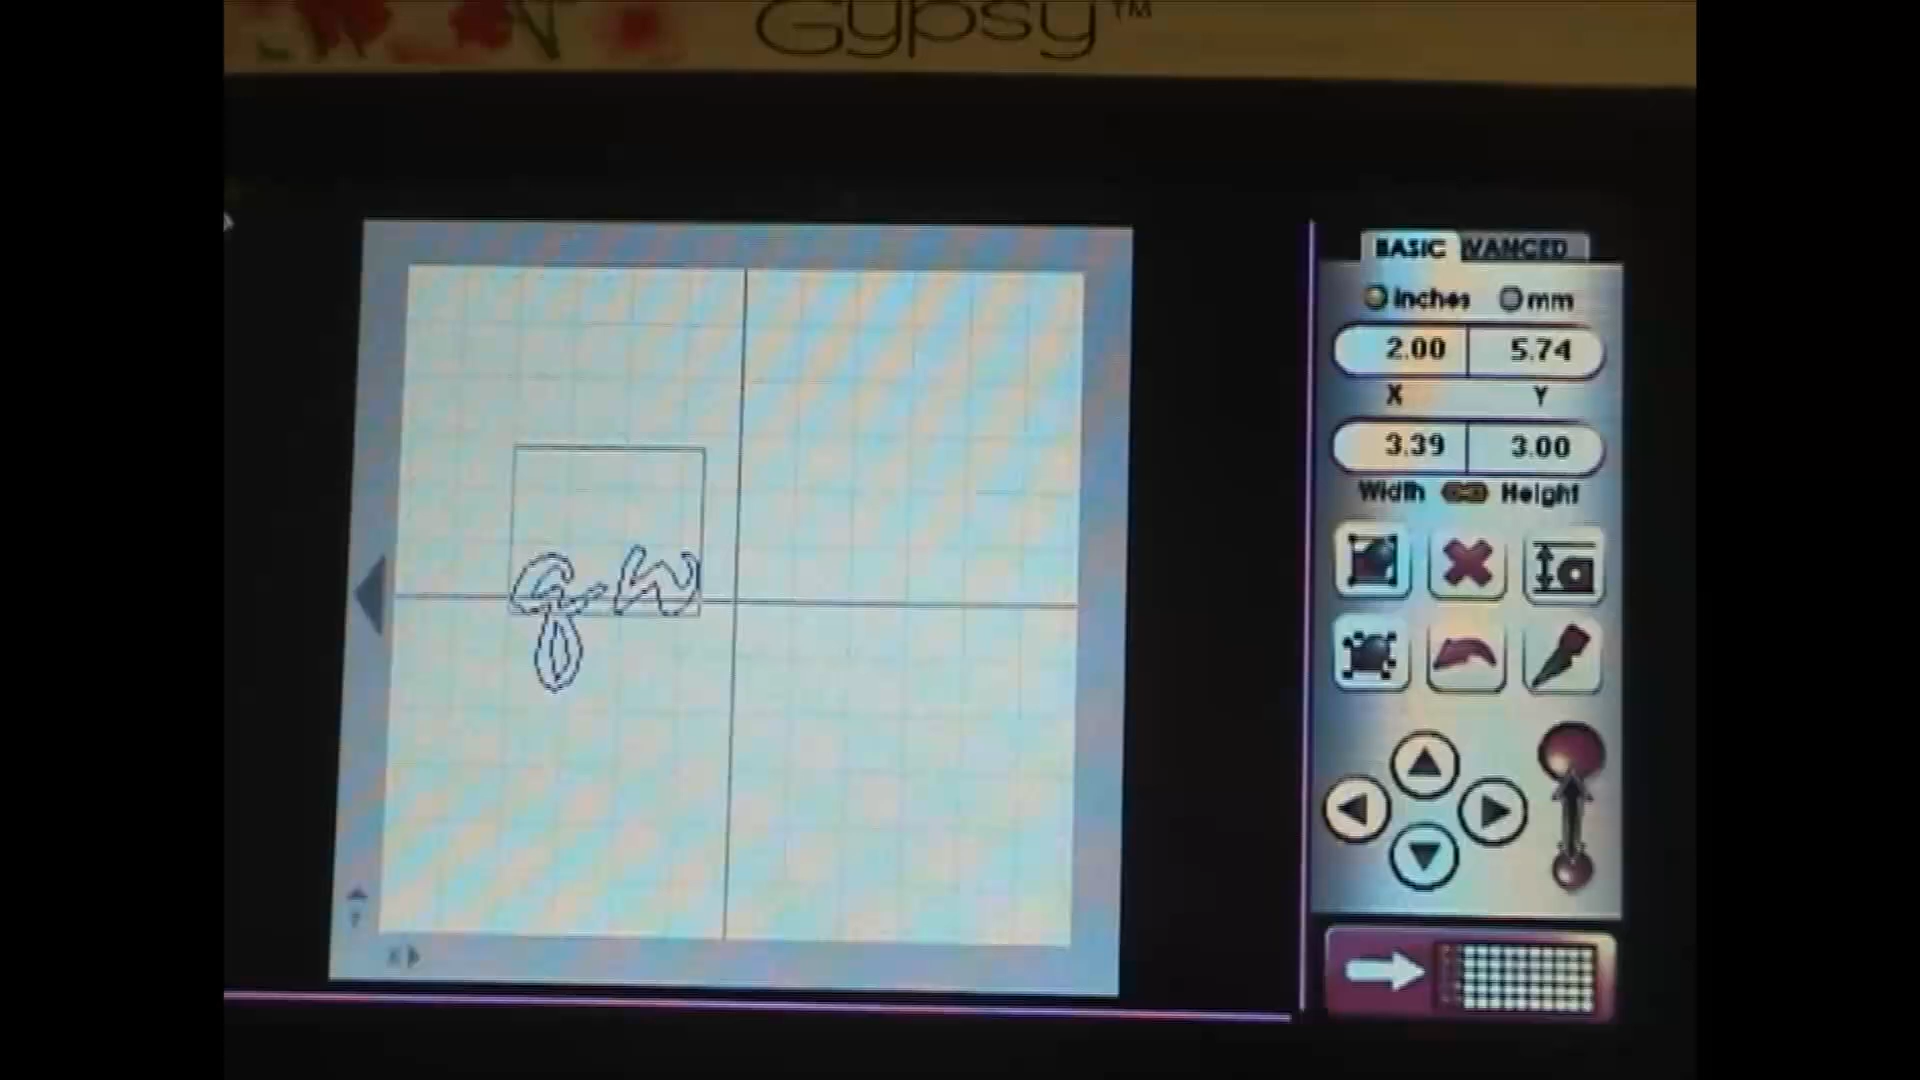 Gypsy™
BASIC VANCED
inches mm
2.00 5.74
X Y
3.39 3.00
Width Height
a